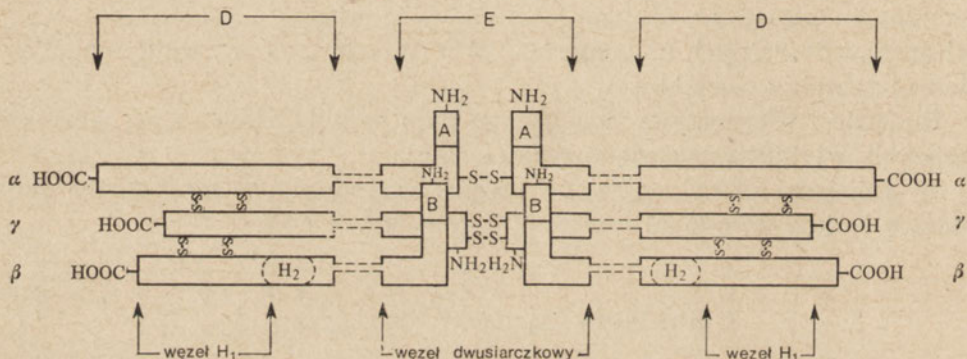 D E D
NH₂ NH₂
A A
α HOOC NH₂ S-S NH₂ COOH α
S-S S-S B B S-S S-S
γ HOOC S-S COOH γ
S-S S-S S-S S-S S-S
NH₂ H₂N
β HOOC H₂ H₂ COOH β
węzeł H₁ węzeł dwusiarczkowy węzeł H₁